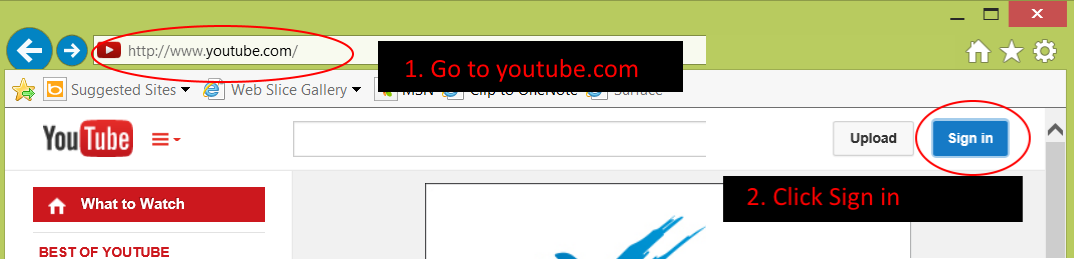 http://www.youtube.com/
1. Go to youtube.com
Suggested Sites Web Slice Gallery MSN Clip to OneNote Surface
YouTube
Upload Sign in
2. Click Sign in
What to Watch
BEST OF YOUTUBE